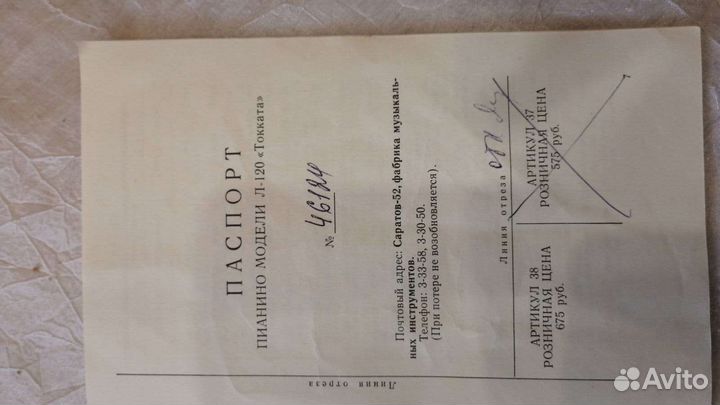 ПАСПОРТ
ПИАНИНО МОДЕЛИ Л-120 «Токката»
№ 46124
Почтовый адрес: Саратов-52, фабрика музыкаль-
ных инструментов.
Телефон: 3-33-58, 3-30-50.
(При потере не возобновляется).
Линия отреза
АРТИКУЛ 38
РОЗНИЧНАЯ ЦЕНА
675 руб.
АРТИКУЛ 37
РОЗНИЧНАЯ ЦЕНА
575 руб.
Линия отреза
Avito